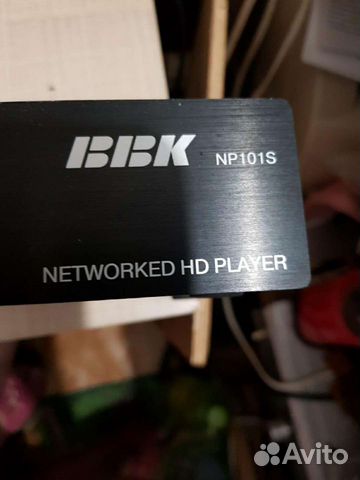 BBK NP101S
NETWORKED HD PLAYER
Avito